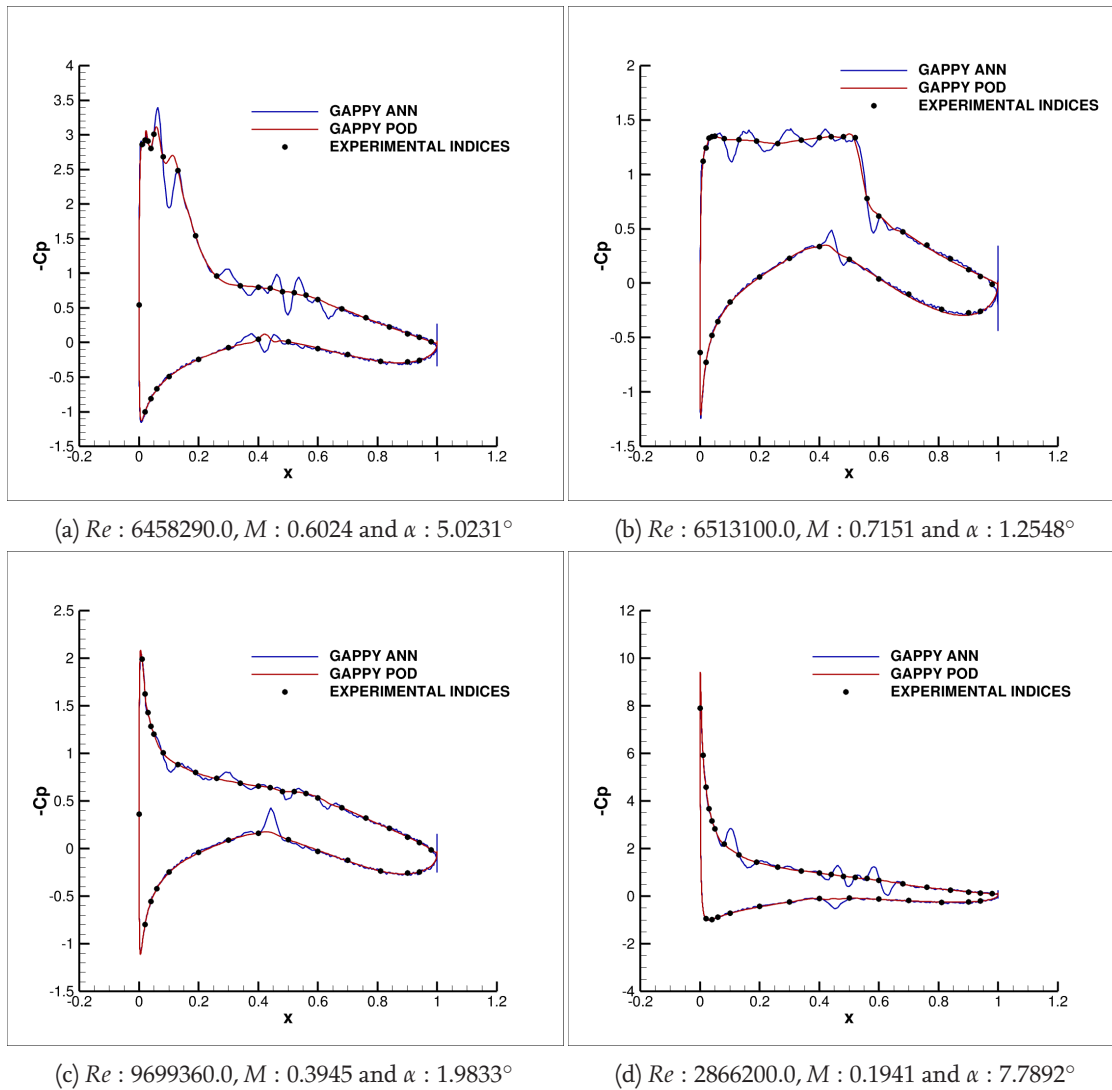 4
3.5
3
2.5
2
1.5
1
0.5
0
-0.5
-1
-1.5
-Cp
-0.2 0 0.2 0.4 0.6 0.8 1 1.2
x
GAPPY ANN
GAPPY POD
EXPERIMENTAL INDICES
(a) Re : 6458290.0, M : 0.6024 and α : 5.0231°
2
1.5
1
0.5
0
-0.5
-1
-1.5
-Cp
-0.2 0 0.2 0.4 0.6 0.8 1 1.2
x
GAPPY ANN
GAPPY POD
EXPERIMENTAL INDICES
(b) Re : 6513100.0, M : 0.7151 and α : 1.2548°
2.5
2
1.5
1
0.5
0
-0.5
-1
-1.5
-Cp
-0.2 0 0.2 0.4 0.6 0.8 1 1.2
x
GAPPY ANN
GAPPY POD
EXPERIMENTAL INDICES
(c) Re : 9699360.0, M : 0.3945 and α : 1.9833°
12
10
8
6
4
2
0
-2
-4
-Cp
-0.2 0 0.2 0.4 0.6 0.8 1 1.2
x
GAPPY ANN
GAPPY POD
EXPERIMENTAL INDICES
(d) Re : 2866200.0, M : 0.1941 and α : 7.7892°